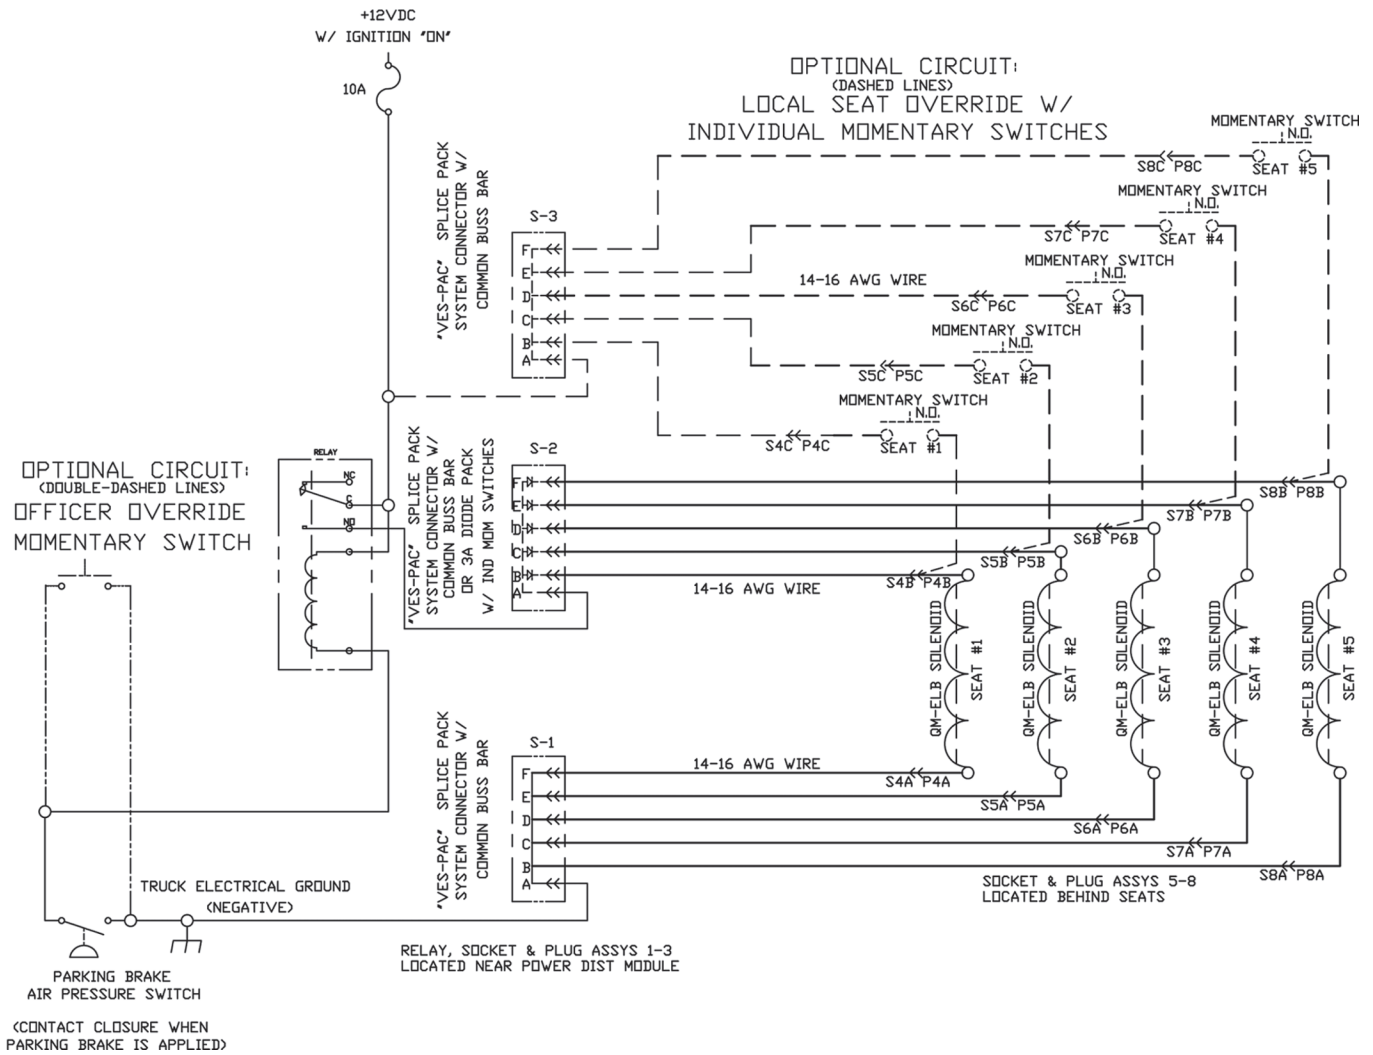 +12VDC
W/ IGNITION "ON"
10A
OPTIONAL CIRCUIT:
(DASHED LINES)
LOCAL SEAT OVERRIDE W/
INDIVIDUAL MOMENTARY SWITCHES
MOMENTARY SWITCH
N.O.
S8C P8C
SEAT #5
MOMENTARY SWITCH
N.O.
S7C P7C
SEAT #4
MOMENTARY SWITCH
N.O.
14-16 AWG WIRE
S6C P6C
SEAT #3
MOMENTARY SWITCH
N.O.
S5C P5C
SEAT #2
MOMENTARY SWITCH
N.O.
S4C P4C
SEAT #1
"VES-PAC" SPLICE PACK
SYSTEM CONNECTOR W/
COMMON BUSS BAR
S-3
F
E
D
C
B
A
OPTIONAL CIRCUIT:
(DOUBLE-DASHED LINES)
OFFICER OVERRIDE
MOMENTARY SWITCH
RELAY
NC
C
NO
"VES-PAC" SPLICE PACK
SYSTEM CONNECTOR W/
COMMON BUSS BAR
OR 3A DIODE PACK
W/ IND MOM SWITCHES
S-2
F
E
D
C
B
A
S8B P8B
S7B P7B
S6B P6B
S5B P5B
S4B P4B
14-16 AWG WIRE
QM-ELB SOLENOID
SEAT #1
QM-ELB SOLENOID
SEAT #2
QM-ELB SOLENOID
SEAT #3
QM-ELB SOLENOID
SEAT #4
QM-ELB SOLENOID
SEAT #5
"VES-PAC" SPLICE PACK
SYSTEM CONNECTOR W/
COMMON BUSS BAR
S-1
F
E
D
C
B
A
14-16 AWG WIRE
S4A P4A
S5A P5A
S6A P6A
S7A P7A
S8A P8A
SOCKET & PLUG ASSYS 5-8
LOCATED BEHIND SEATS
TRUCK ELECTRICAL GROUND
(NEGATIVE)
RELAY, SOCKET & PLUG ASSYS 1-3
LOCATED NEAR POWER DIST MODULE
PARKING BRAKE
AIR PRESSURE SWITCH
(CONTACT CLOSURE WHEN
PARKING BRAKE IS APPLIED)